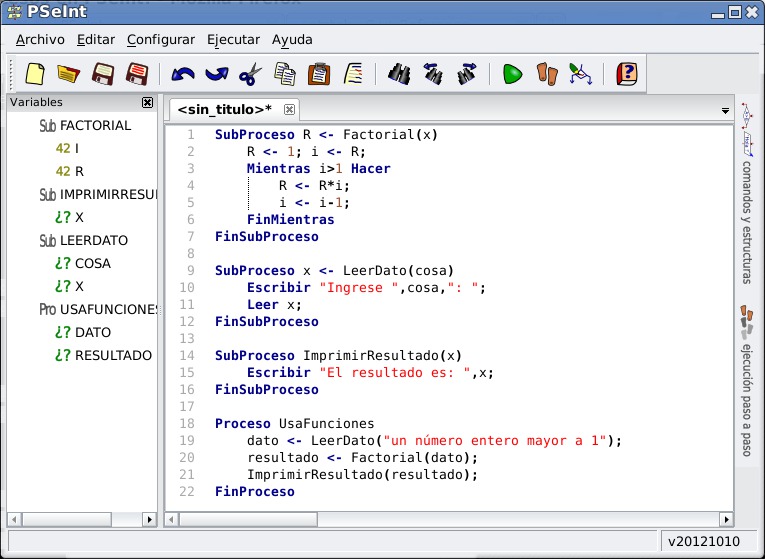 PSeInt
Archivo Editar Configurar Ejecutar Ayuda
Variables
<sin_titulo>*
Sub FACTORIAL
42 I
42 R
Sub IMPRIMIRRESU
¿? X
Sub LEERDATO
¿? COSA
¿? X
Pro USAFUNCIONES
¿? DATO
¿? RESULTADO
1 SubProceso R <- Factorial(x)
2 R <- 1; i <- R;
3 Mientras i>1 Hacer
4 R <- R*i;
5 i <- i-1;
6 FinMientras
7 FinSubProceso
8
9 SubProceso x <- LeerDato(cosa)
10 Escribir "Ingrese ",cosa,": ";
11 Leer x;
12 FinSubProceso
13
14 SubProceso ImprimirResultado(x)
15 Escribir "El resultado es: ",x;
16 FinSubProceso
17
18 Proceso UsaFunciones
19 dato <- LeerDato("un número entero mayor a 1");
20 resultado <- Factorial(dato);
21 ImprimirResultado(resultado);
22 FinProceso
comandos y estructuras
ejecución paso a paso
v20121010